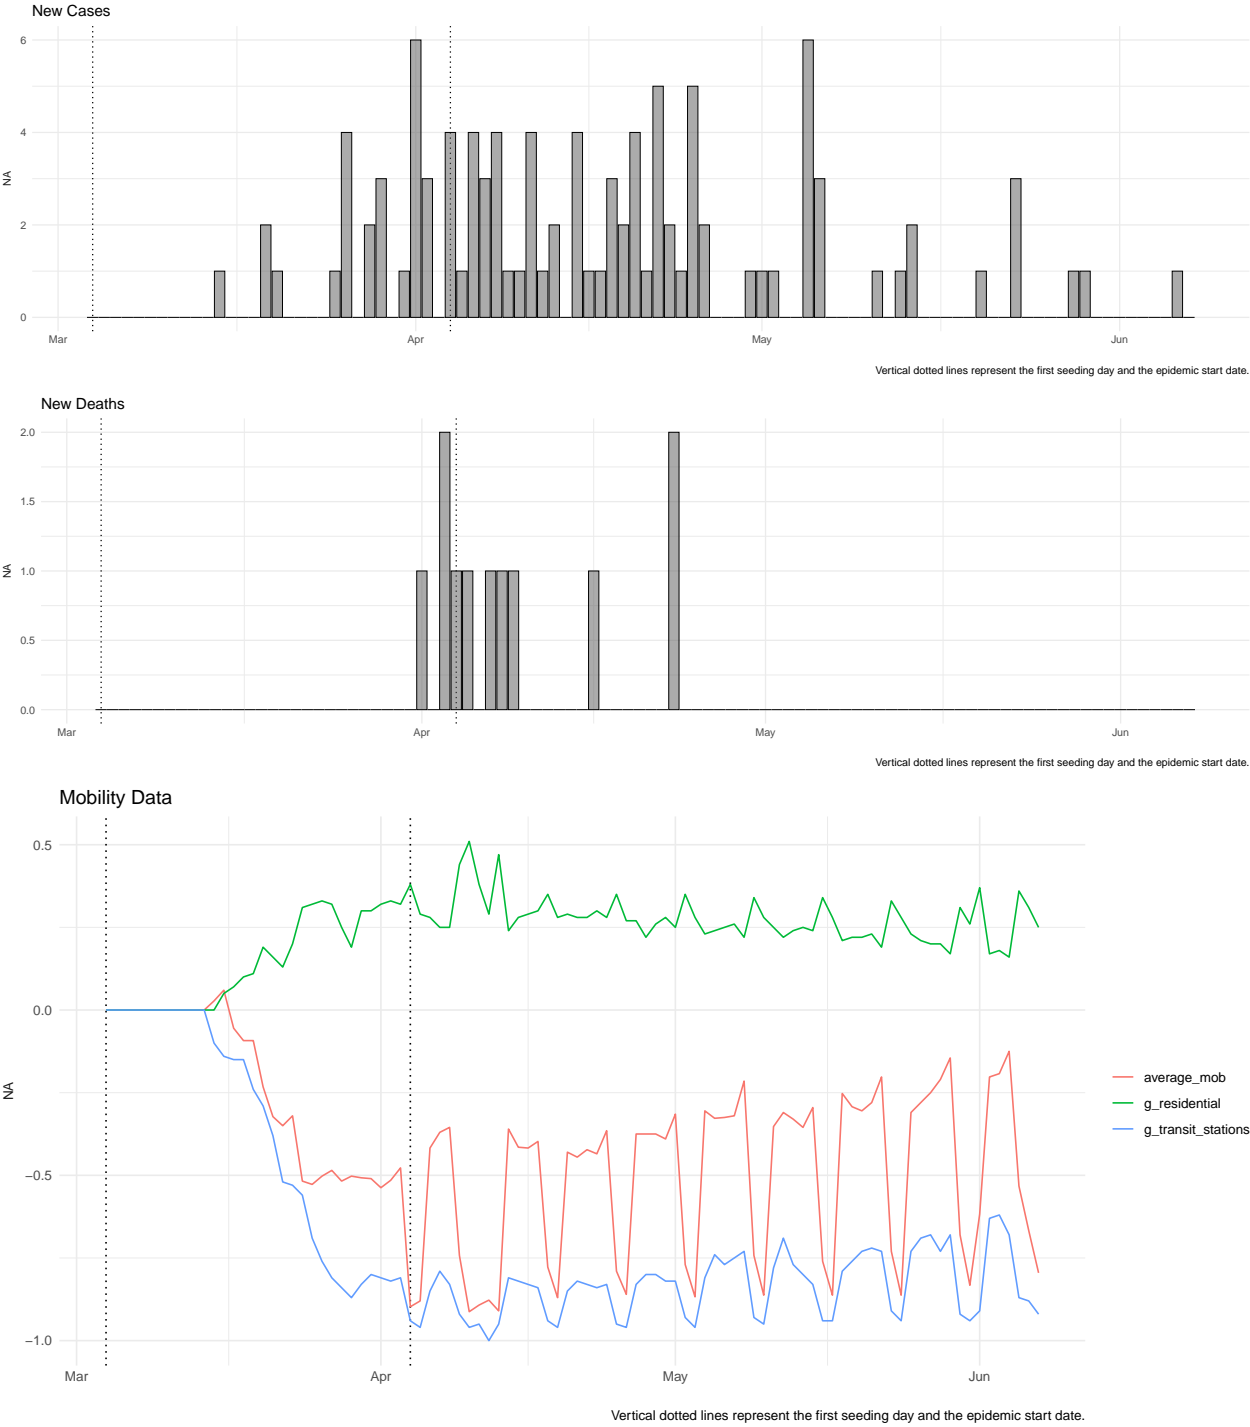 New Cases
6
4
2
0
NA
Mar
Apr
May
Jun
Vertical dotted lines represent the first seeding day and the epidemic start date.
New Deaths
2.0
1.5
1.0
0.5
0.0
NA
Mar
Apr
May
Jun
Vertical dotted lines represent the first seeding day and the epidemic start date.
Mobility Data
0.5
0.0
−0.5
−1.0
NA
Mar
Apr
May
Jun
average_mob
g_residential
g_transit_stations
Vertical dotted lines represent the first seeding day and the epidemic start date.